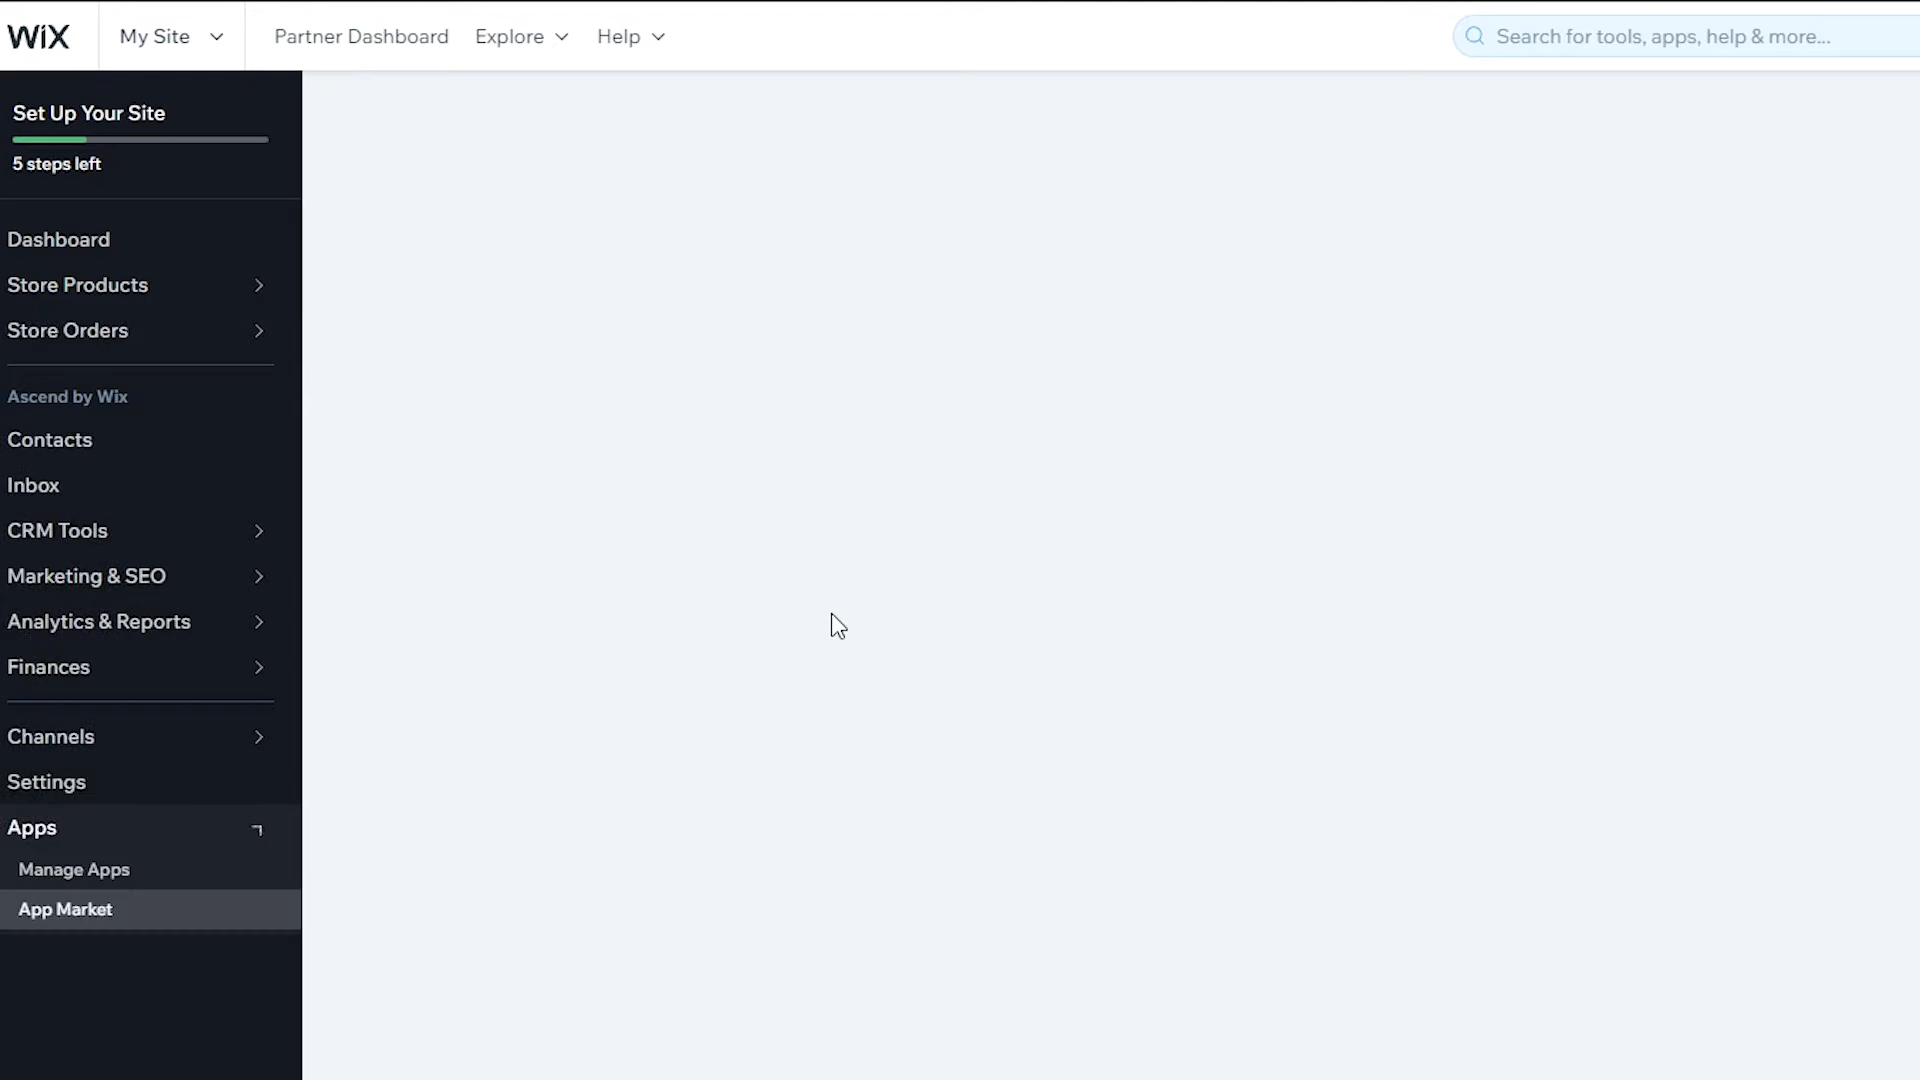 WiX
My Site
Partner Dashboard
Explore
Help
Search for tools, apps, help & more...
Set Up Your Site
5 steps left
Dashboard
Store Products
Store Orders
Ascend by Wix
Contacts
Inbox
CRM Tools
Marketing & SEO
Analytics & Reports
Finances
Channels
Settings
Apps
Manage Apps
App Market